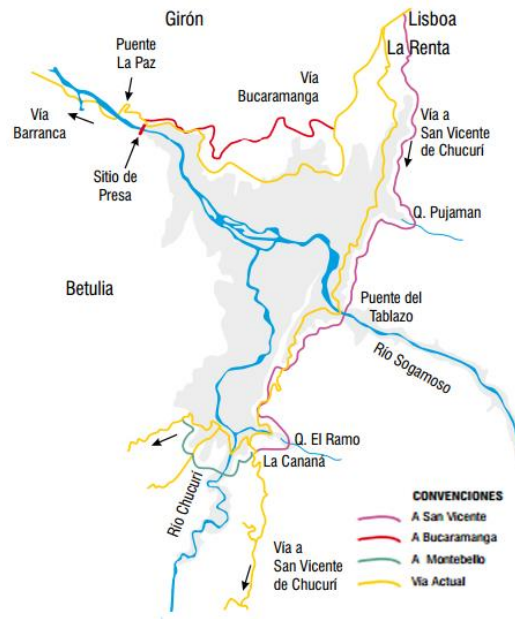 Girón
Lisboa
La Renta
Puente
La Paz
Vía
Bucaramanga
Vía
Barranca
Vía a
San Vicente
de Chucurí
Sitio de
Presa
Q. Pujaman
Betulia
Puente del
Tablazo
Río Sogamoso
Q. El Ramo
La Cananá
Río Chucurí
CONVENCIONES
A San Vicente
A Bucaramanga
A Montebello
Vía Actual
Vía a
San Vicente
de Chucurí